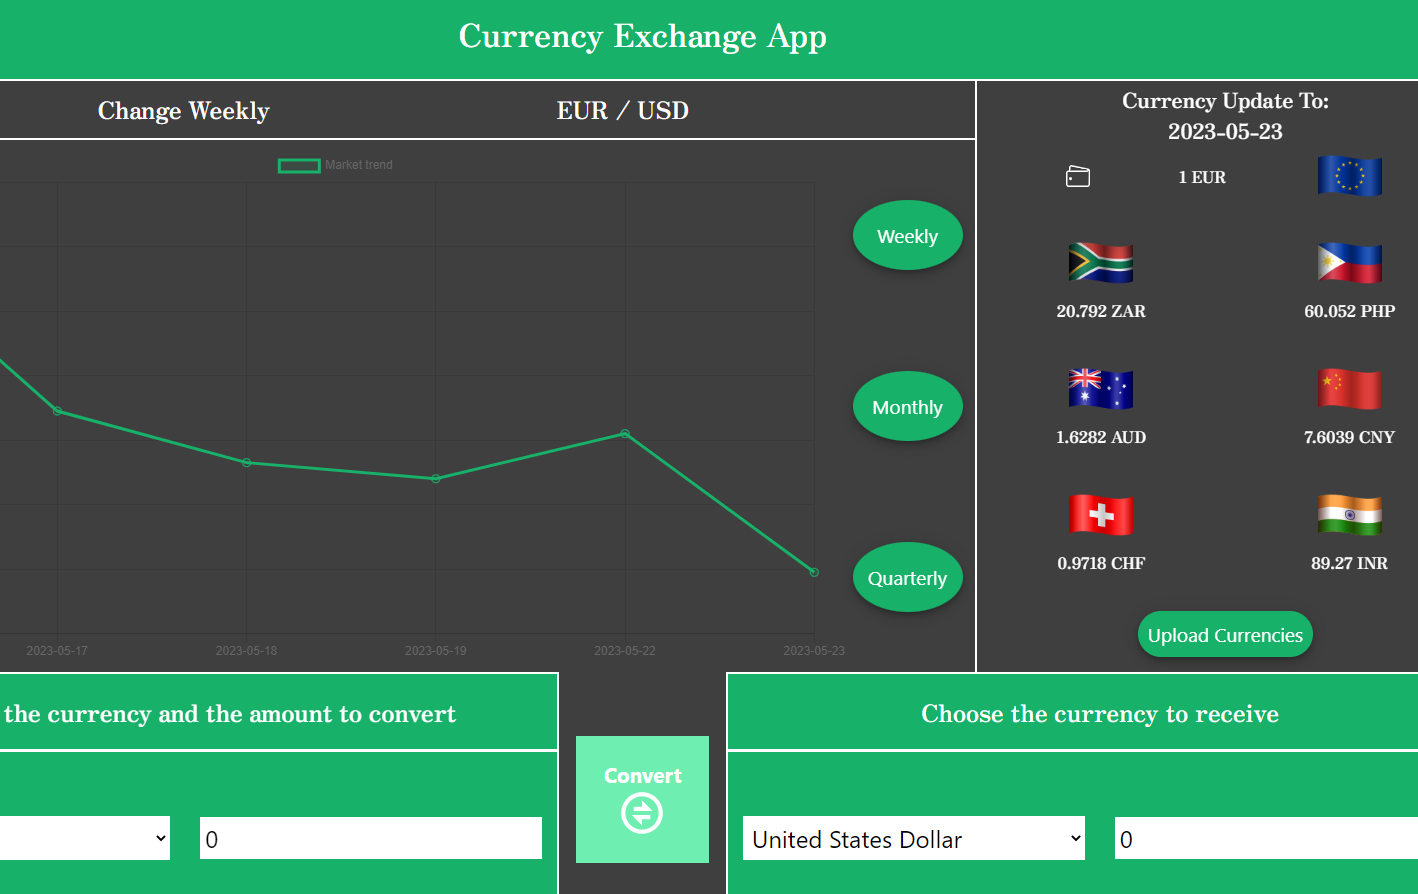 Currency Exchange App
Change Weekly
EUR / USD
Market trend
Weekly
Monthly
Quarterly
2023-05-17
2023-05-18
2023-05-19
2023-05-22
2023-05-23
Currency Update To:
2023-05-23
1 EUR
20.792 ZAR
60.052 PHP
1.6282 AUD
7.6039 CNY
0.9718 CHF
89.27 INR
Upload Currencies
the currency and the amount to convert
0
Convert
Choose the currency to receive
United States Dollar
0